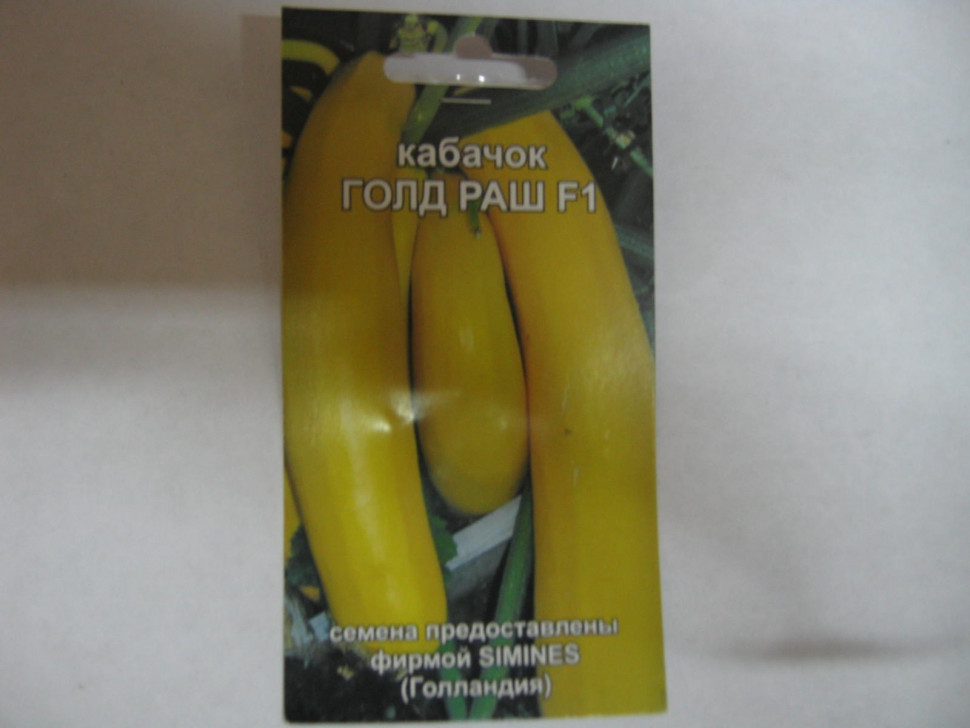 кабачок
ГОЛД РАШ F1
семена предоставлены
фирмой SIMINES
(Голландия)